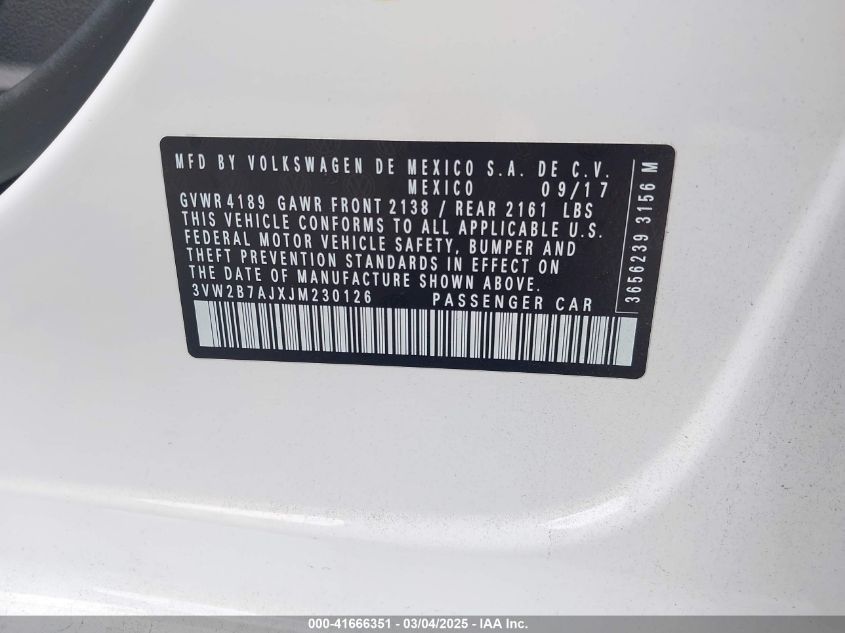 MFD BY VOLKSWAGEN DE MEXICO S.A. DE C.V.
MEXICO 09/17
GVWR 4189 GAWR FRONT 2138 / REAR 2161 LBS
THIS VEHICLE CONFORMS TO ALL APPLICABLE U.S.
FEDERAL MOTOR VEHICLE SAFETY, BUMPER AND
THEFT PREVENTION STANDARDS IN EFFECT ON
THE DATE OF MANUFACTURE SHOWN ABOVE.
3VW2B7AJXJM230126 PASSENGER CAR
3656239 3156 M
000-41666351 - 03/04/2025 - IAA Inc.